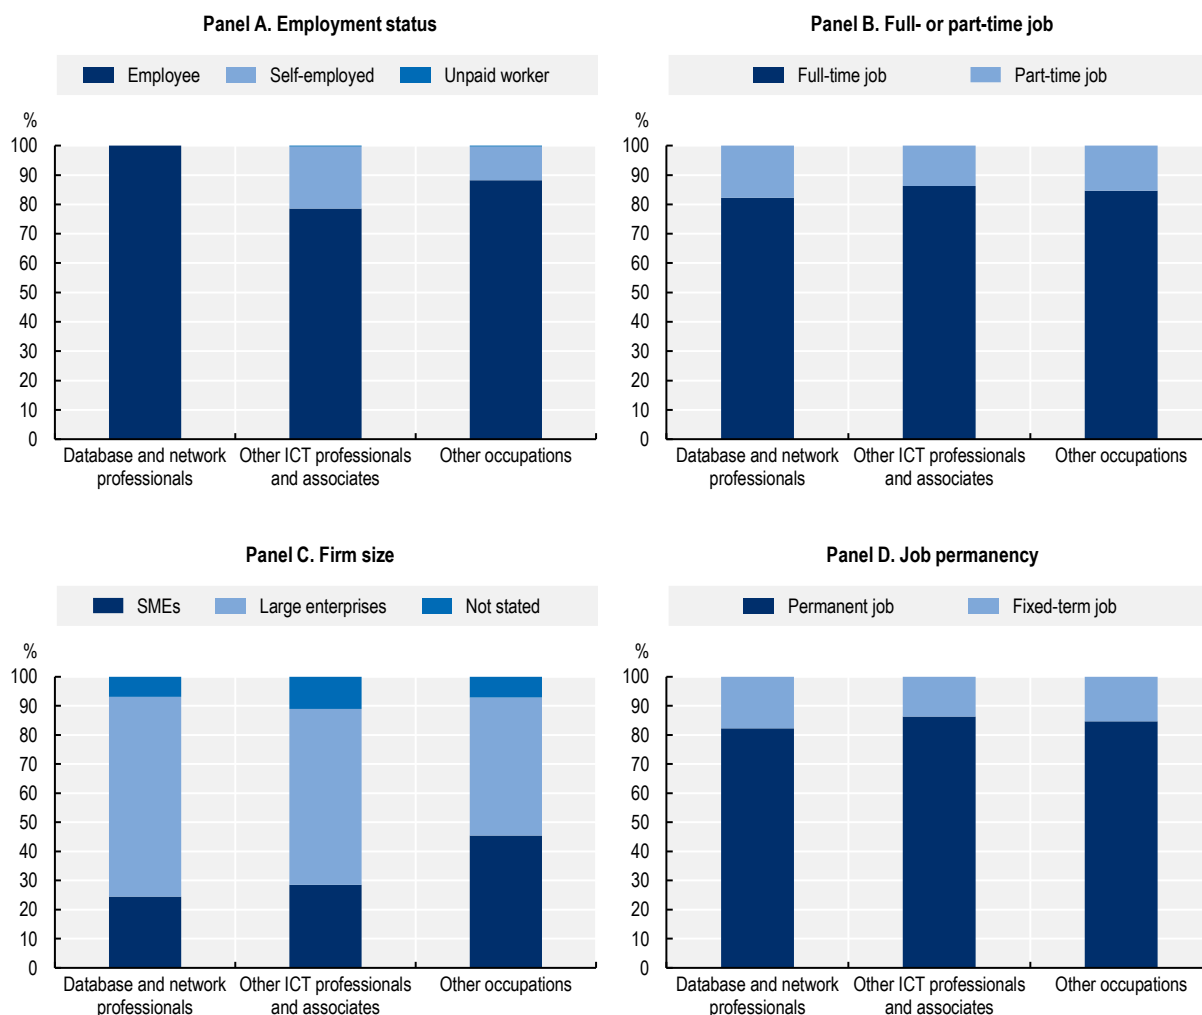 Panel A. Employment status
Employee Self-employed Unpaid worker
%
100
90
80
70
60
50
40
30
20
10
0
Database and network professionals
Other ICT professionals and associates
Other occupations
Panel B. Full- or part-time job
Full-time job Part-time job
%
100
90
80
70
60
50
40
30
20
10
0
Database and network professionals
Other ICT professionals and associates
Other occupations
Panel C. Firm size
SMEs Large enterprises Not stated
%
100
90
80
70
60
50
40
30
20
10
0
Database and network professionals
Other ICT professionals and associates
Other occupations
Panel D. Job permanency
Permanent job Fixed-term job
%
100
90
80
70
60
50
40
30
20
10
0
Database and network professionals
Other ICT professionals and associates
Other occupations